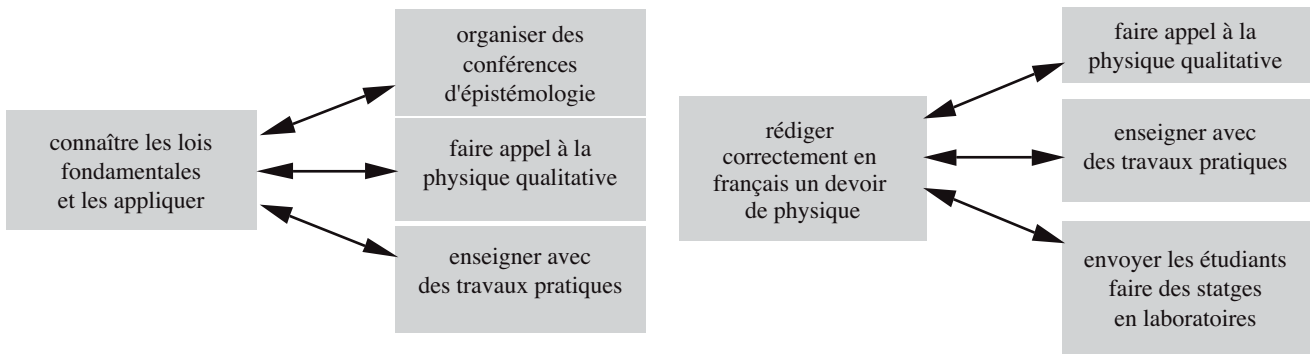 connaître les lois
fondamentales
et les appliquer
organiser des
conférences
d'épistémologie
faire appel à la
physique qualitative
enseigner avec
des travaux pratiques
rédiger
correctement en
français un devoir
de physique
faire appel à la
physique qualitative
enseigner avec
des travaux pratiques
envoyer les étudiants
faire des statges
en laboratoires